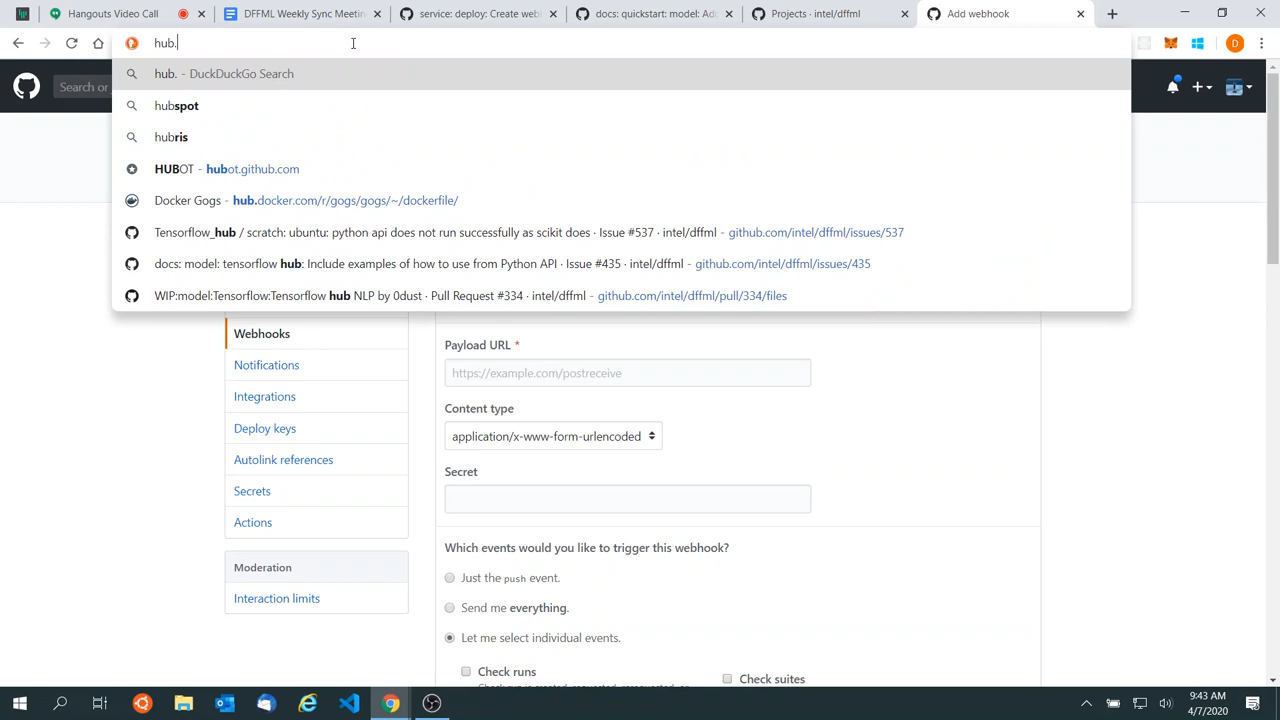 Hangouts Video Call
DFFML Weekly Sync Meetin
service: deploy: Create webl
docs: quickstart: model: Ad
Projects · intel/dffml
Add webhook
hub.
D
hub. - DuckDuckGo Search
Search or
hubspot
hubris
HUBOT - hubot.github.com
Docker Gogs - hub.docker.com/r/gogs/gogs/~/dockerfile/
Tensorflow_hub / scratch: ubuntu: python api does not run successfully as scikit does · Issue #537 · intel/dffml - github.com/intel/dffml/issues/537
docs: model: tensorflow hub: Include examples of how to use from Python API · Issue #435 · intel/dffml - github.com/intel/dffml/issues/435
WIP:model:Tensorflow:Tensorflow hub NLP by 0dust · Pull Request #334 · intel/dffml - github.com/intel/dffml/pull/334/files
Webhooks
Notifications
Integrations
Deploy keys
Autolink references
Secrets
Actions
Moderation
Interaction limits
Payload URL *
https://example.com/postreceive
Content type
application/x-www-form-urlencoded
Secret
Which events would you like to trigger this webhook?
Just the push event.
Send me everything.
Let me select individual events.
Check runs
Check suites
9:43 AM
4/7/2020